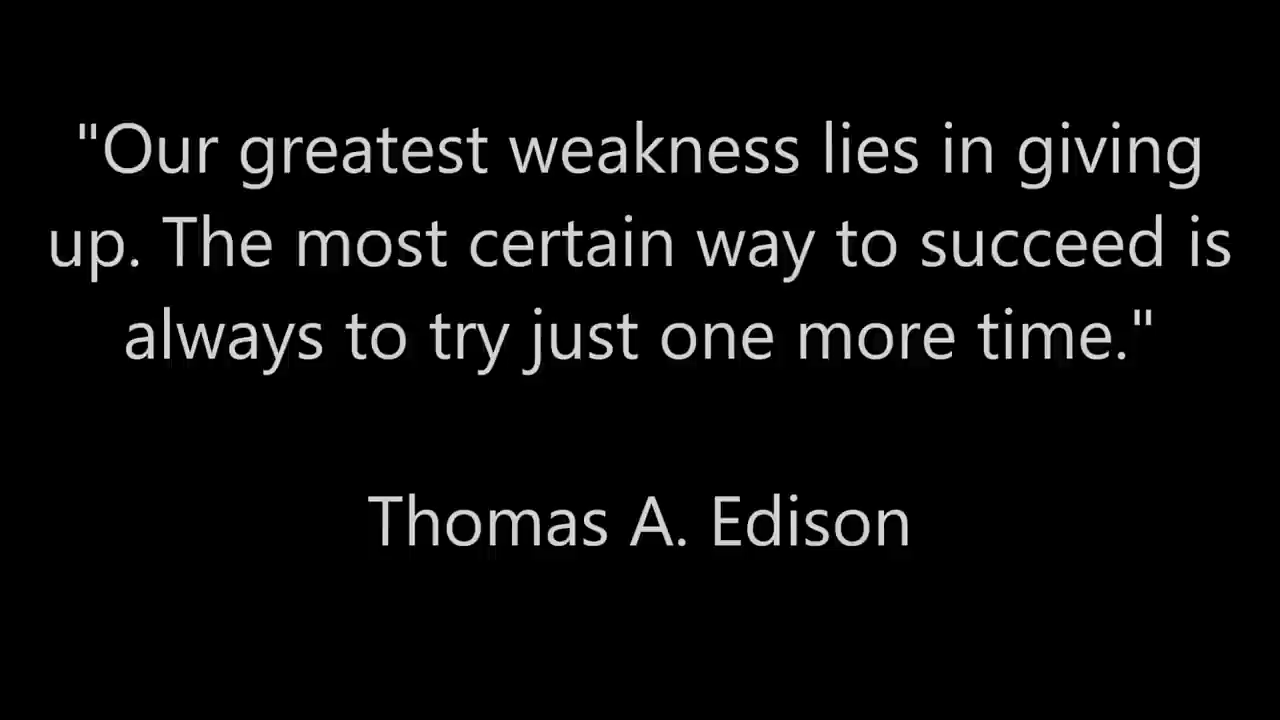 "Our greatest weakness lies in giving
up. The most certain way to succeed is
always to try just one more time."
Thomas A. Edison